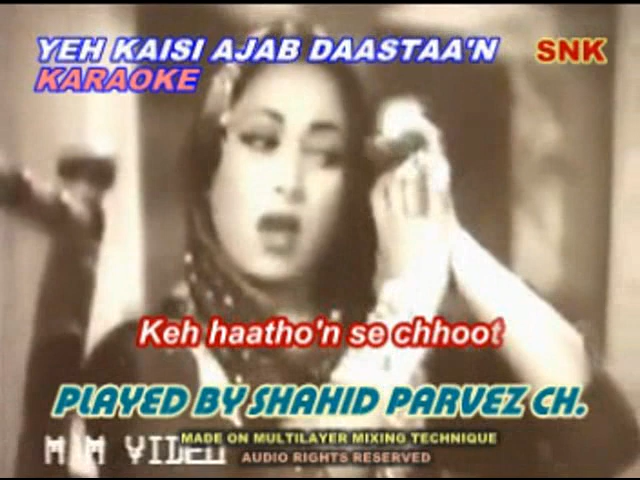 YEH KAISI AJAB DAASTAA'N
SNK
KARAOKE
Keh haatho'n se chhoot
PLAYED BY SHAHID PARVEZ CH.
M M VIDEO
MADE ON MULTILAYER MIXING TECHNIQUE
AUDIO RIGHTS RESERVED